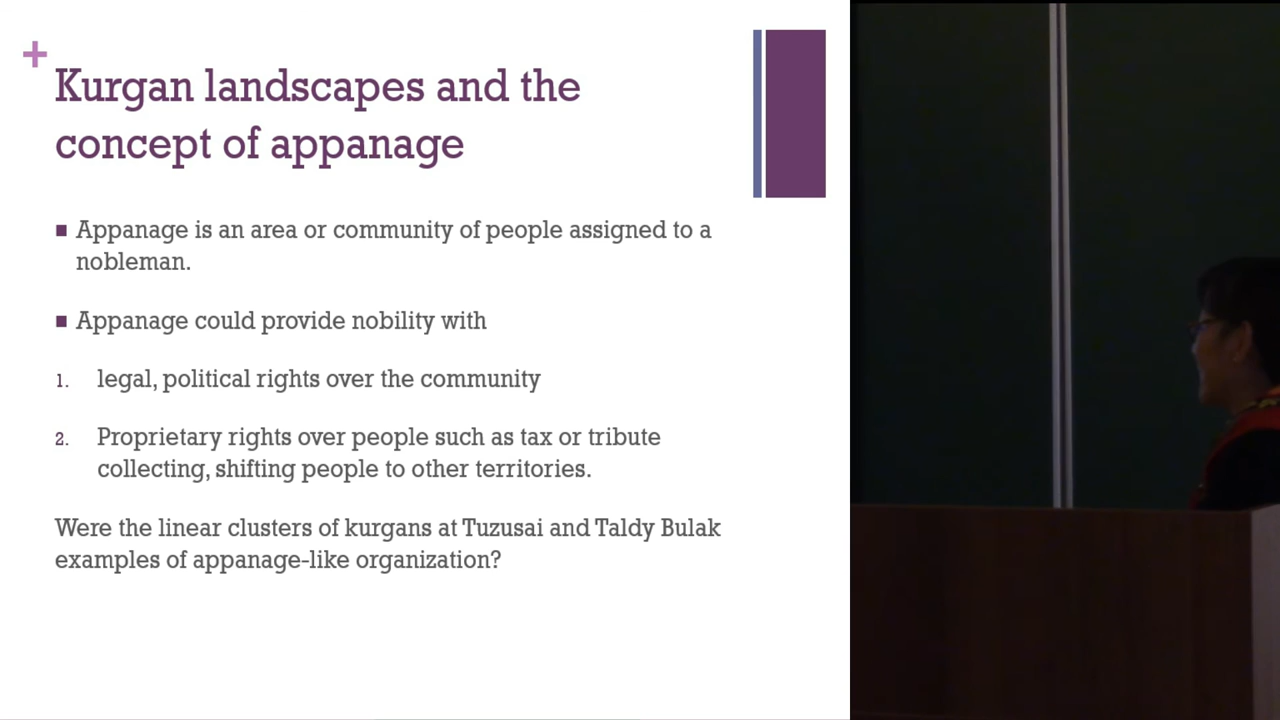 +
Kurgan landscapes and the
concept of appanage
■ Appanage is an area or community of people assigned to a
nobleman.
■ Appanage could provide nobility with
1. legal, political rights over the community
2. Proprietary rights over people such as tax or tribute
collecting, shifting people to other territories.
Were the linear clusters of kurgans at Tuzusai and Taldy Bulak
examples of appanage-like organization?